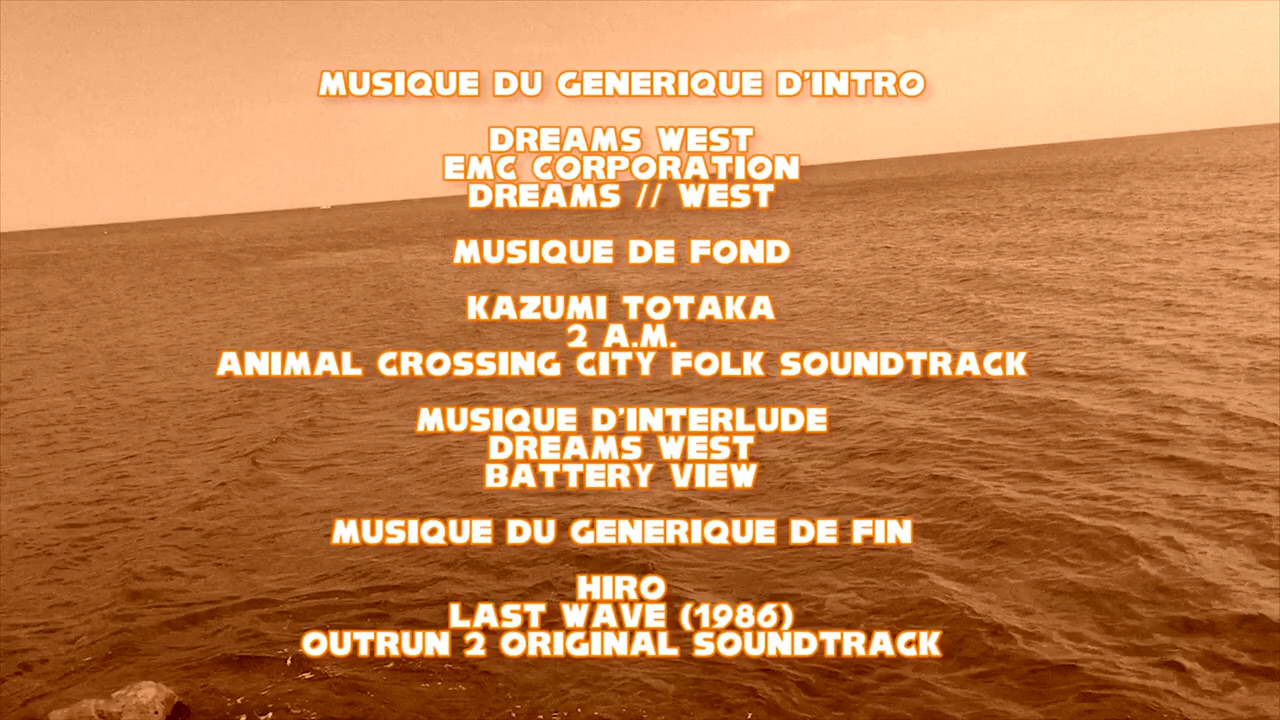 MUSIQUE DU GENERIQUE D'INTRO
DREAMS WEST
EMC CORPORATION
DREAMS // WEST
MUSIQUE DE FOND
KAZUMI TOTAKA
2 A.M.
ANIMAL CROSSING CITY FOLK SOUNDTRACK
MUSIQUE D'INTERLUDE
DREAMS WEST
BATTERY VIEW
MUSIQUE DU GENERIQUE DE FIN
HIRO
LAST WAVE (1986)
OUTRUN 2 ORIGINAL SOUNDTRACK